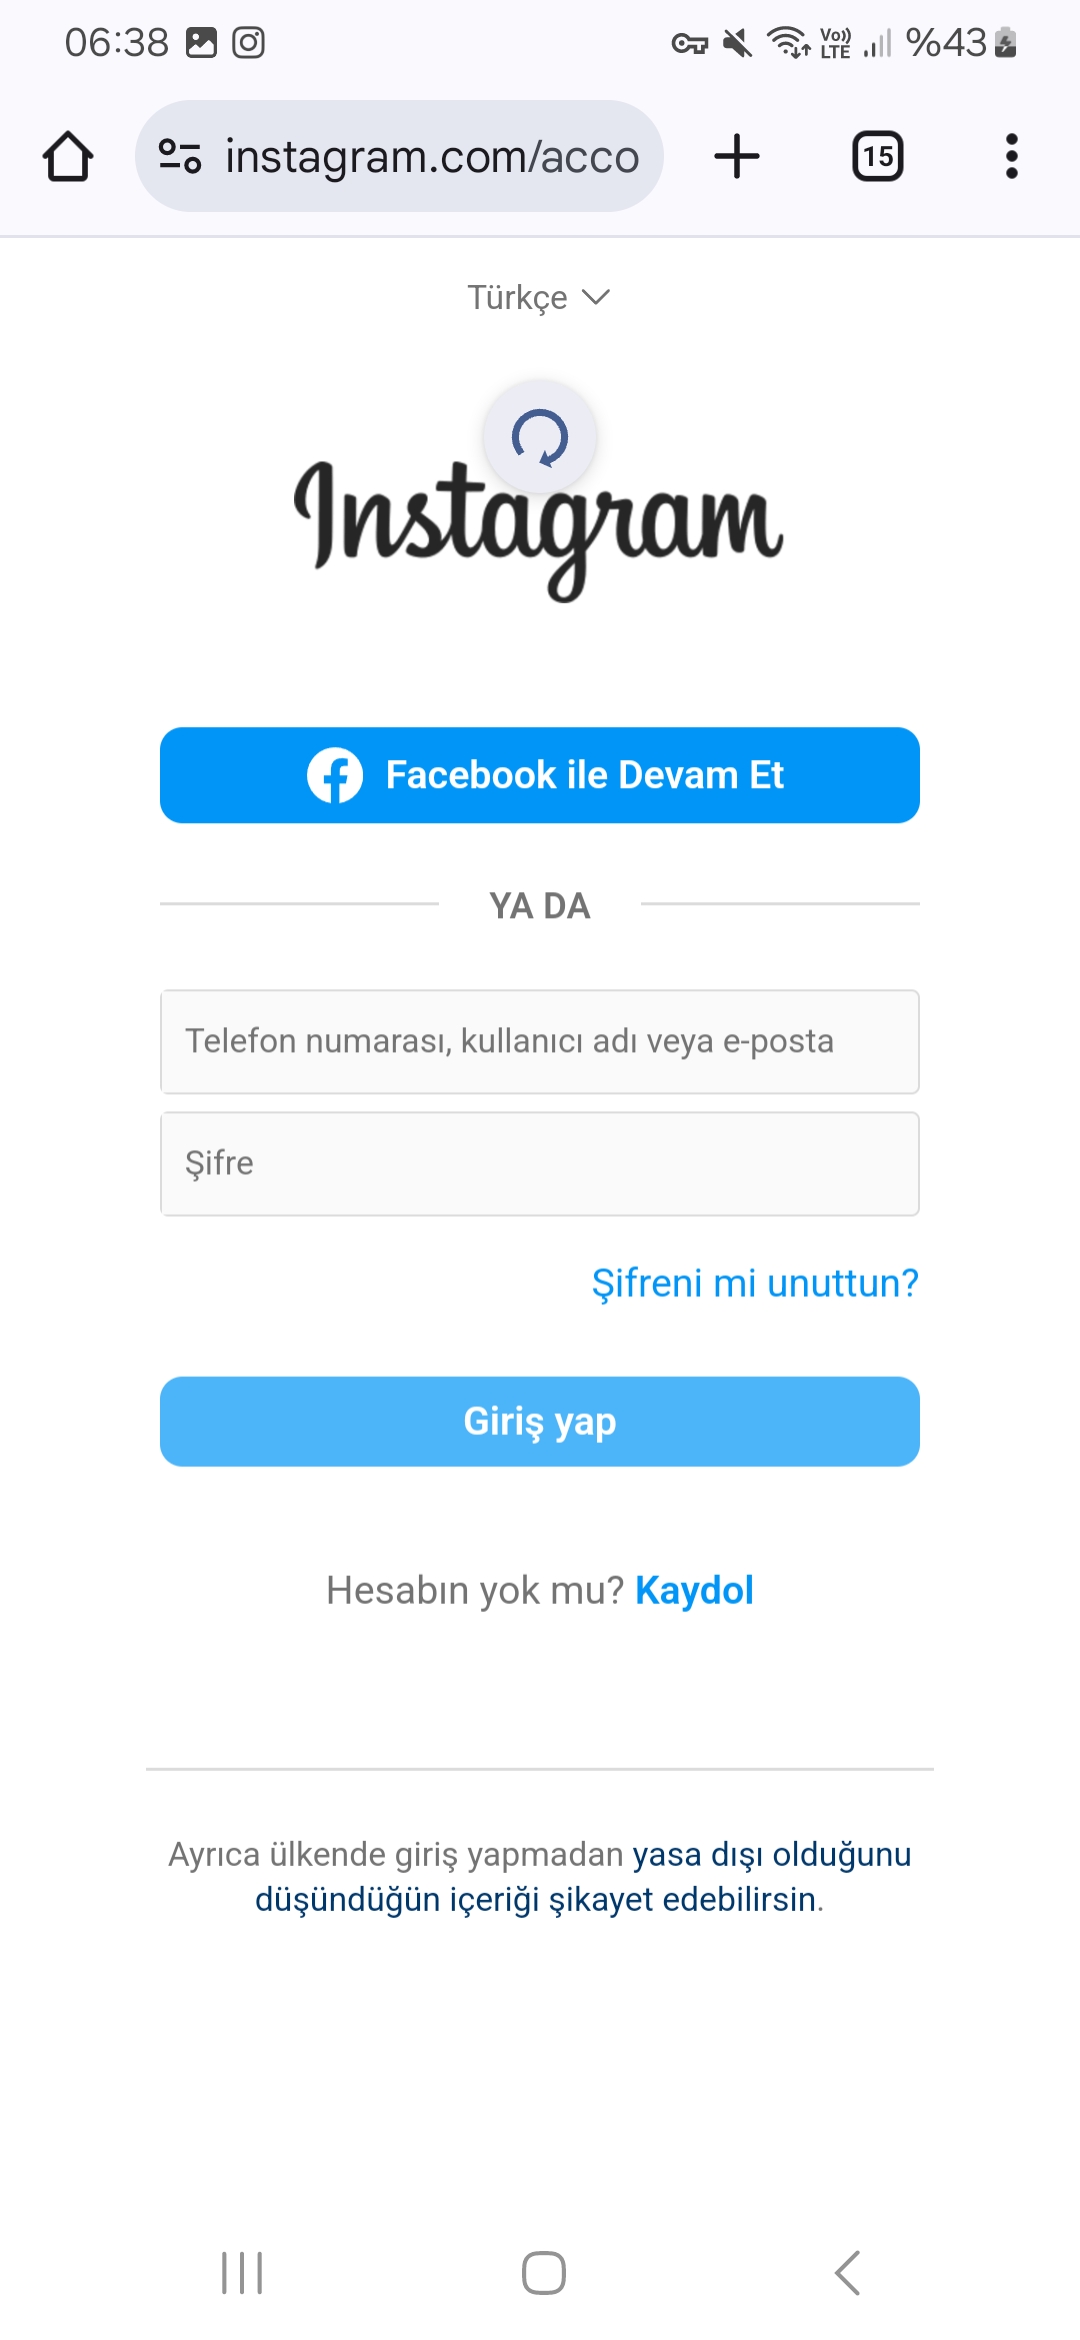 06:38
Vo)) LTE
%43
instagram.com/acco
15
Türkçe
Instagram
Facebook ile Devam Et
YA DA
Telefon numarası, kullanıcı adı veya e-posta
Şifre
Şifreni mi unuttun?
Giriş yap
Hesabın yok mu? Kaydol
Ayrıca ülkende giriş yapmadan yasa dışı olduğunu
düşündüğün içeriği şikayet edebilirsin.